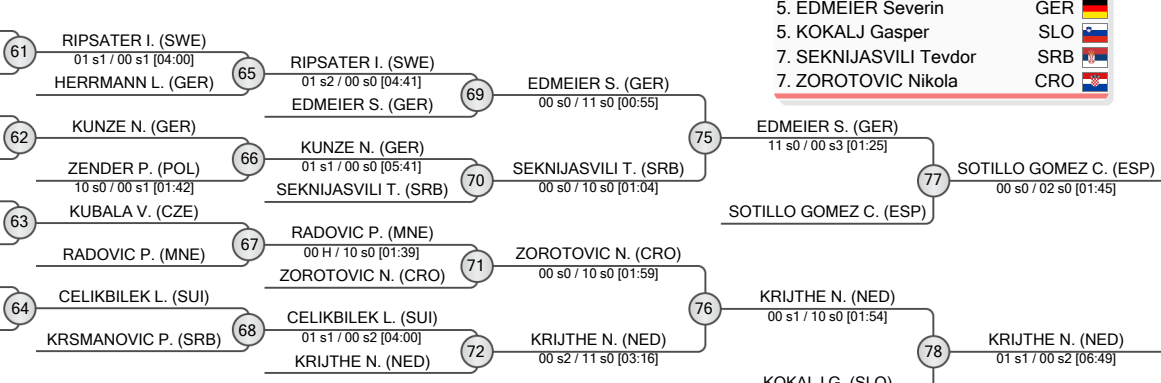 5. EDMEIER Severin GER
5. KOKALJ Gasper SLO
7. SEKNIJASVILI Tevdor SRB
7. ZOROTOVIC Nikola CRO
61
RIPSATER I. (SWE)
01 s1 / 00 s1 [04:00]
HERRMANN L. (GER)
62
KUNZE N. (GER)
ZENDER P. (POL)
10 s0 / 00 s1 [01:42]
63
KUBALA V. (CZE)
RADOVIC P. (MNE)
64
CELIKBILEK L. (SUI)
KRSMANOVIC P. (SRB)
65
RIPSATER I. (SWE)
01 s2 / 00 s0 [04:41]
EDMEIER S. (GER)
66
KUNZE N. (GER)
01 s1 / 00 s0 [05:41]
SEKNIJASVILI T. (SRB)
67
RADOVIC P. (MNE)
00 H / 10 s0 [01:39]
ZOROTOVIC N. (CRO)
68
CELIKBILEK L. (SUI)
01 s1 / 00 s2 [04:00]
KRIJTHE N. (NED)
69
EDMEIER S. (GER)
00 s0 / 11 s0 [00:55]
70
SEKNIJASVILI T. (SRB)
00 s0 / 10 s0 [01:04]
71
ZOROTOVIC N. (CRO)
00 s0 / 10 s0 [01:59]
72
KRIJTHE N. (NED)
00 s2 / 11 s0 [03:16]
75
EDMEIER S. (GER)
11 s0 / 00 s3 [01:25]
SOTILLO GOMEZ C. (ESP)
76
KRIJTHE N. (NED)
00 s1 / 10 s0 [01:54]
KOKALJ G. (SLO)
77
SOTILLO GOMEZ C. (ESP)
00 s0 / 02 s0 [01:45]
78
KRIJTHE N. (NED)
01 s1 / 00 s2 [06:49]